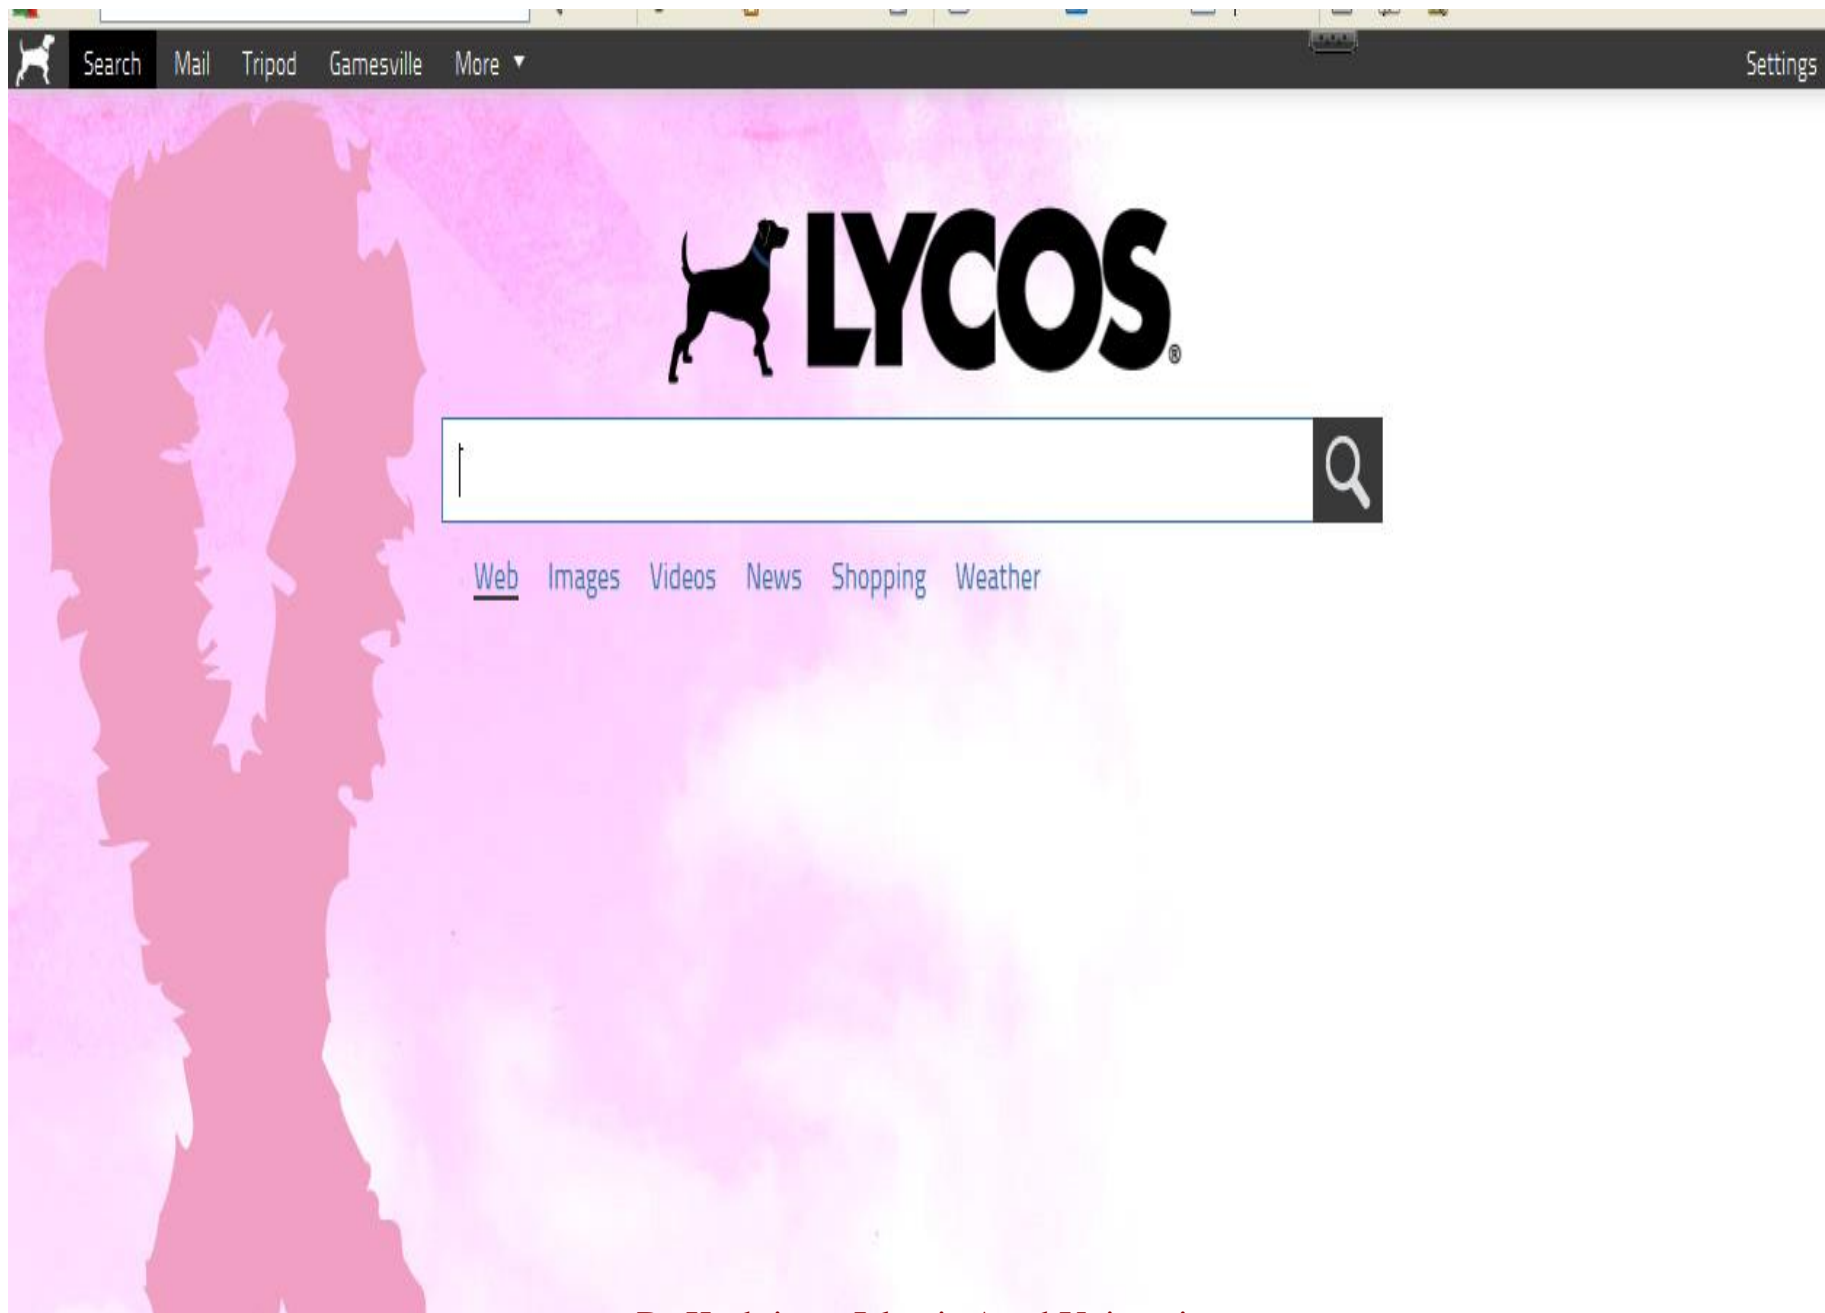 Search Mail Tripod Gamesville More ▼ Settings
LYCOS®
Web Images Videos News Shopping Weather